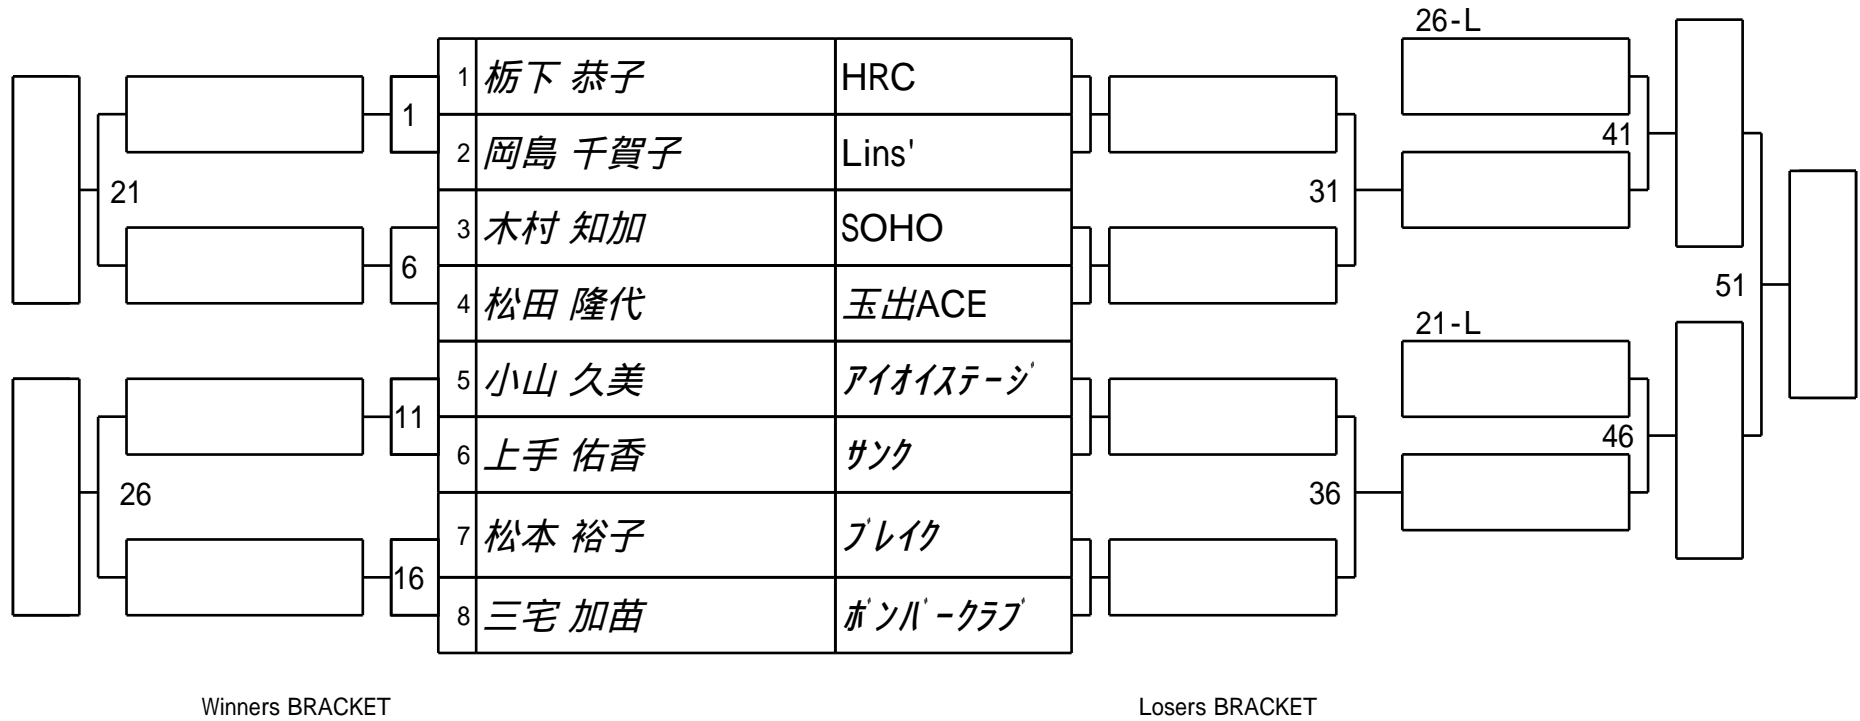 26-L
1 栃下 恭子 HRC
1
2 岡島 千賀子 Lins'
41
21
31
3 木村 知加 SOHO
6
4 松田 隆代 玉出ACE
51
21-L
5 小山 久美 ｱｲｵｲｽﾃｰｼﾞ
11
6 上手 佑香 ｻﾝｸ
46
26
36
7 松本 裕子 ﾌﾞﾚｲｸ
16
8 三宅 加苗 ﾎﾞﾝﾊﾞｰｸﾗﾌﾞ
Winners BRACKET
Losers BRACKET